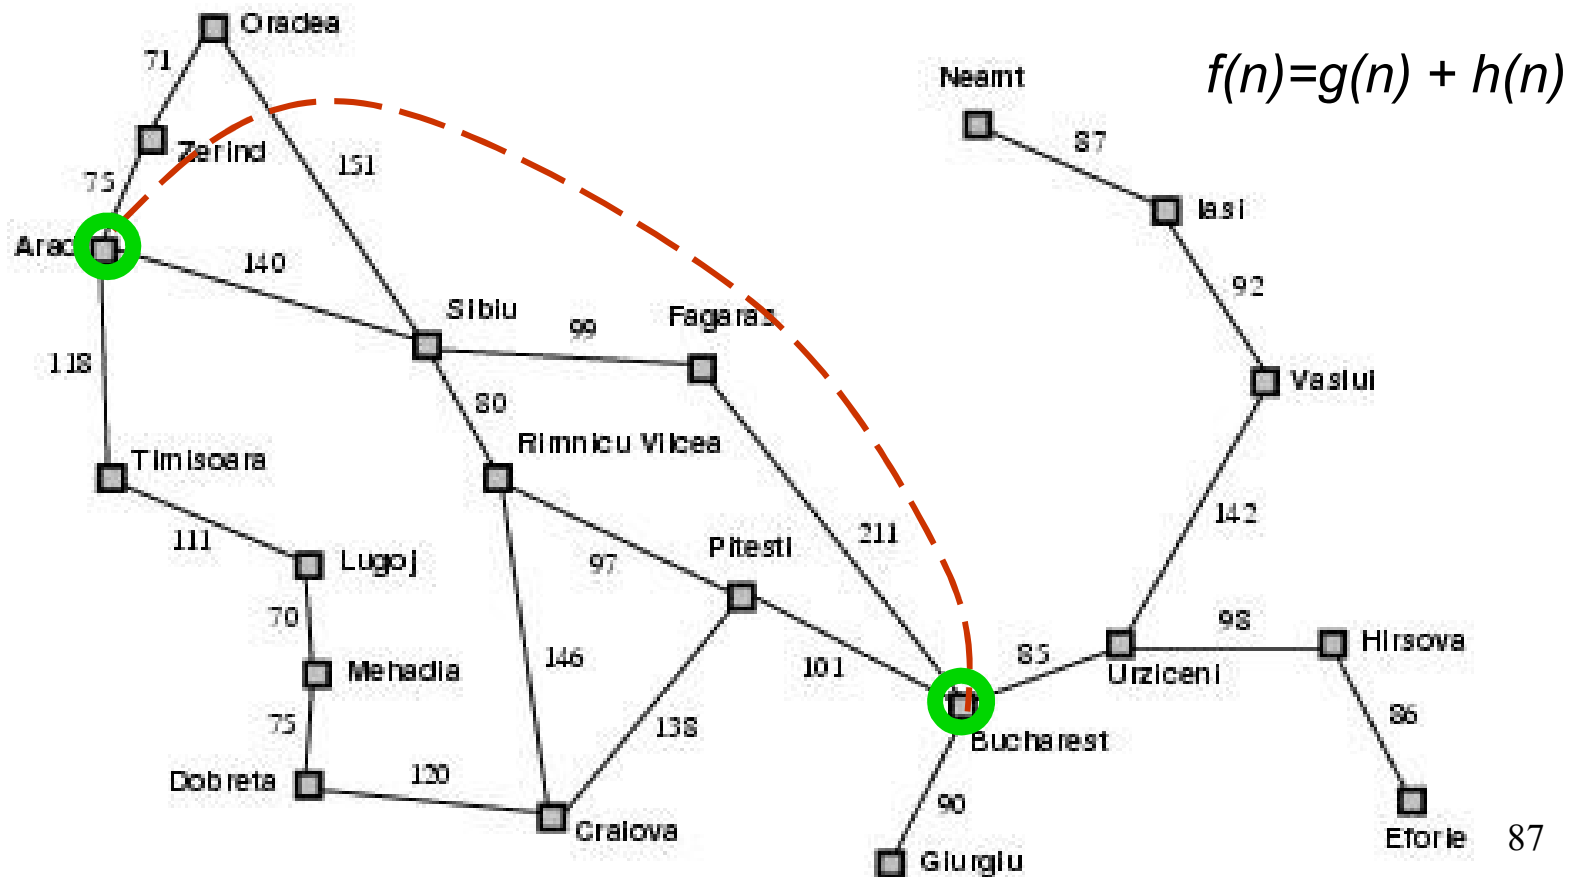 Oradea
f(n)=g(n) + h(n)
71
Neamt
87
Zerind
151
75
Iasi
Arad
140
92
Sibiu
99
Fagaras
118
80
Vaslui
Rimnicu Vilcea
Timisoara
142
211
111
Lugoj
97
Pitesti
70
98
Hirsova
146
101
85
Mehadia
Urziceni
138
86
75
Bucharest
Dobreta
120
90
Craiova
Eforie
87
Giurgiu